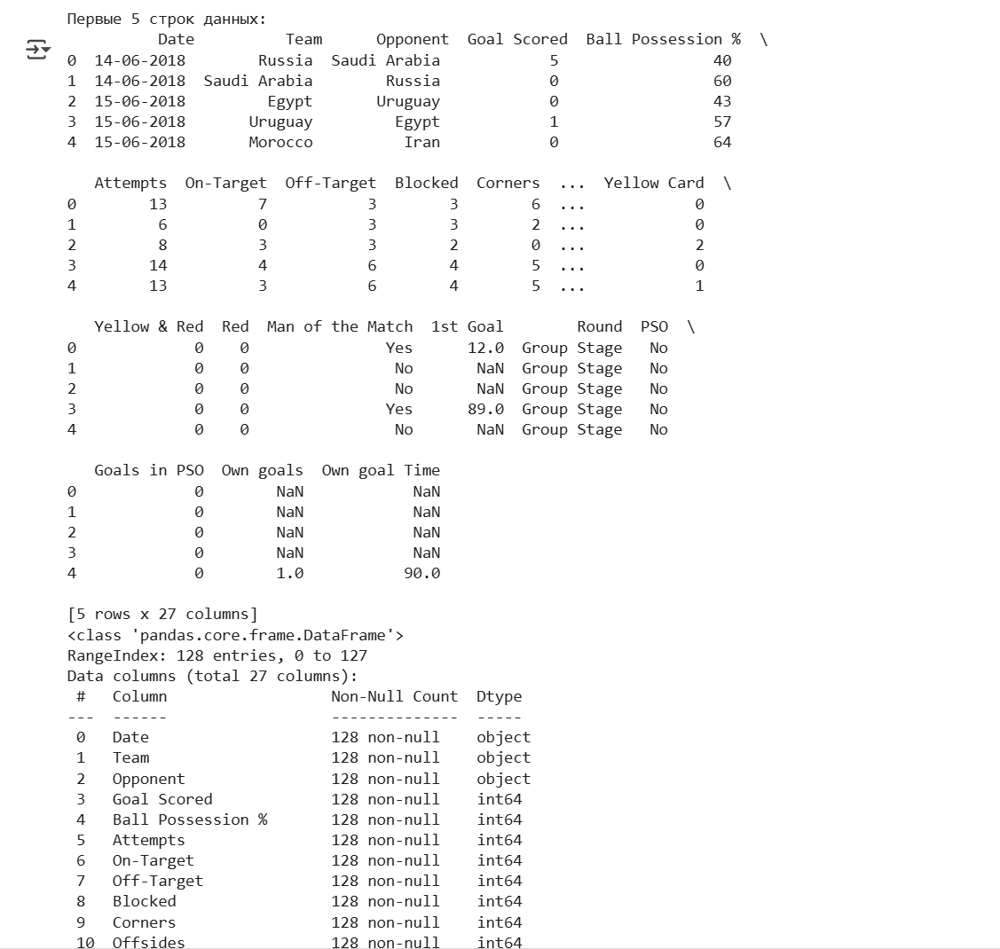 Первые 5 строк данных:
Date Team Opponent Goal Scored Ball Possession % \
0 14-06-2018 Russia Saudi Arabia 5 40
1 14-06-2018 Saudi Arabia Russia 0 60
2 15-06-2018 Egypt Uruguay 0 43
3 15-06-2018 Uruguay Egypt 1 57
4 15-06-2018 Morocco Iran 0 64
Attempts On-Target Off-Target Blocked Corners ... Yellow Card \
0 13 7 3 3 6 ... 0
1 6 0 3 3 2 ... 0
2 8 3 3 2 0 ... 2
3 14 4 6 4 5 ... 0
4 13 3 6 4 5 ... 1
Yellow & Red Red Man of the Match 1st Goal Round PSO \
0 0 0 Yes 12.0 Group Stage No
1 0 0 No NaN Group Stage No
2 0 0 No NaN Group Stage No
3 0 0 Yes 89.0 Group Stage No
4 0 0 No NaN Group Stage No
Goals in PSO Own goals Own goal Time
0 0 NaN NaN
1 0 NaN NaN
2 0 NaN NaN
3 0 NaN NaN
4 0 1.0 90.0
[5 rows x 27 columns]
<class 'pandas.core.frame.DataFrame'>
RangeIndex: 128 entries, 0 to 127
Data columns (total 27 columns):
# Column Non-Null Count Dtype
--- ------ -------------- -----
0 Date 128 non-null object
1 Team 128 non-null object
2 Opponent 128 non-null object
3 Goal Scored 128 non-null int64
4 Ball Possession % 128 non-null int64
5 Attempts 128 non-null int64
6 On-Target 128 non-null int64
7 Off-Target 128 non-null int64
8 Blocked 128 non-null int64
9 Corners 128 non-null int64
10 Offsides 128 non-null int64